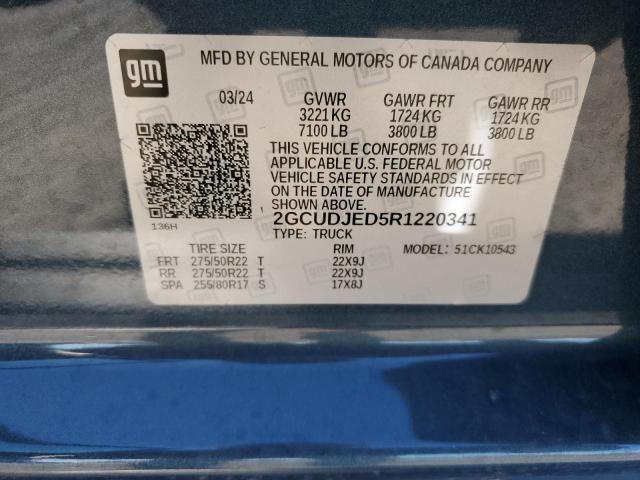 gm
MFD BY GENERAL MOTORS OF CANADA COMPANY
03/24 GVWR GAWR FRT GAWR RR
3221 KG 1724 KG 1724 KG
7100 LB 3800 LB 3800 LB
THIS VEHICLE CONFORMS TO ALL
APPLICABLE U.S. FEDERAL MOTOR
VEHICLE SAFETY STANDARDS IN EFFECT
ON THE DATE OF MANUFACTURE
SHOWN ABOVE.
2GCUDJED5R1220341
136H
TYPE: TRUCK MODEL: 51CK10543
TIRE SIZE RIM
FRT 275/50R22 T 22X9J
RR 275/50R22 T 22X9J
SPA 255/80R17 S 17X8J